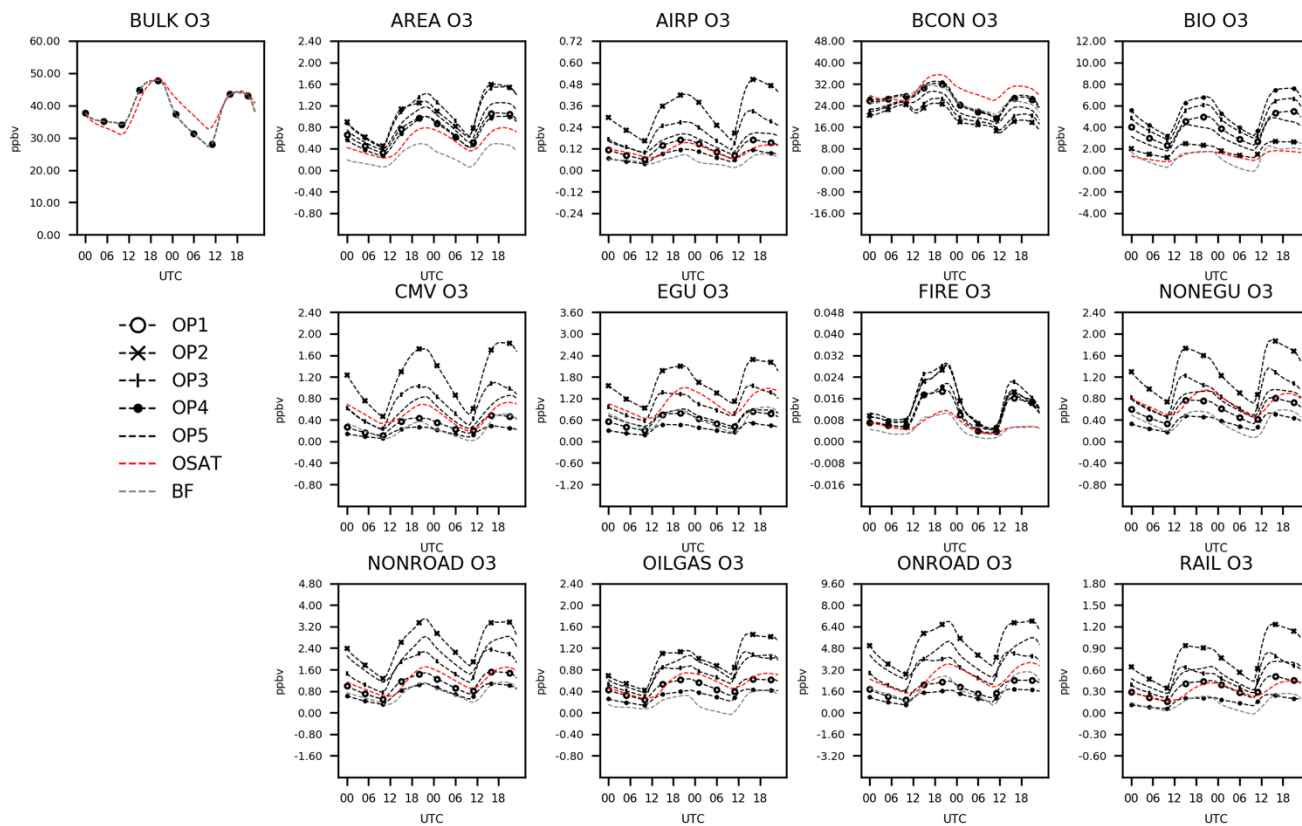 BULK O3
AREA O3
AIRP O3
BCON O3
BIO O3
60.00
50.00
40.00
30.00
20.00
10.00
0.00
ppbv
00 06 12 18 00 06 12 18
UTC
2.40
2.00
1.60
1.20
0.80
0.40
0.00
-0.40
-0.80
ppbv
00 06 12 18 00 06 12 18
UTC
0.72
0.60
0.48
0.36
0.24
0.12
0.00
-0.12
-0.24
ppbv
00 06 12 18 00 06 12 18
UTC
48.00
40.00
32.00
24.00
16.00
8.00
0.00
-8.00
-16.00
ppbv
00 06 12 18 00 06 12 18
UTC
12.00
10.00
8.00
6.00
4.00
2.00
0.00
-2.00
-4.00
ppbv
00 06 12 18 00 06 12 18
UTC
OP1
OP2
OP3
OP4
OP5
OSAT
BF
CMV O3
EGU O3
FIRE O3
NONEGU O3
2.40
2.00
1.60
1.20
0.80
0.40
0.00
-0.40
-0.80
ppbv
00 06 12 18 00 06 12 18
UTC
3.60
3.00
2.40
1.80
1.20
0.60
0.00
-0.60
-1.20
ppbv
00 06 12 18 00 06 12 18
UTC
0.048
0.040
0.032
0.024
0.016
0.008
0.000
-0.008
-0.016
ppbv
00 06 12 18 00 06 12 18
UTC
2.40
2.00
1.60
1.20
0.80
0.40
0.00
-0.40
-0.80
ppbv
00 06 12 18 00 06 12 18
UTC
NONROAD O3
OILGAS O3
ONROAD O3
RAIL O3
4.80
4.00
3.20
2.40
1.60
0.80
0.00
-0.80
-1.60
ppbv
00 06 12 18 00 06 12 18
UTC
2.40
2.00
1.60
1.20
0.80
0.40
0.00
-0.40
-0.80
ppbv
00 06 12 18 00 06 12 18
UTC
9.60
8.00
6.40
4.80
3.20
1.60
0.00
-1.60
-3.20
ppbv
00 06 12 18 00 06 12 18
UTC
1.80
1.50
1.20
0.90
0.60
0.30
0.00
-0.30
-0.60
ppbv
00 06 12 18 00 06 12 18
UTC